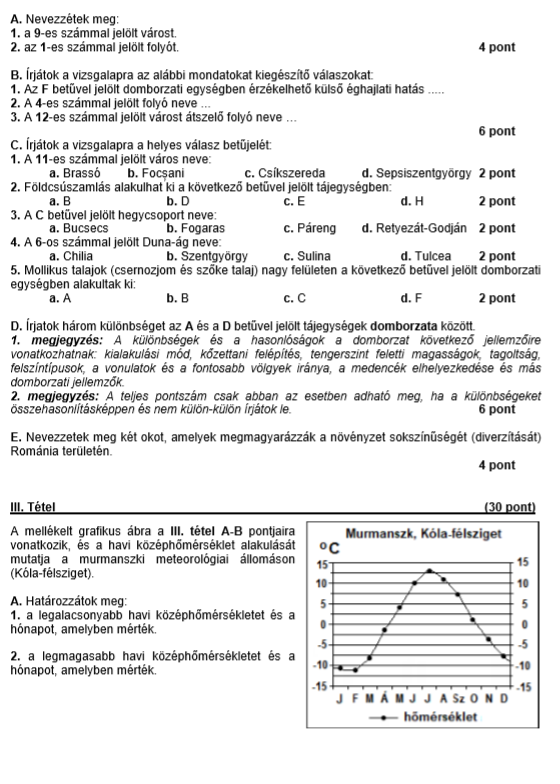 A. Nevezzétek meg:
1. a 9-es számmal jelölt várost.
2. az 1-es számmal jelölt folyót. 4 pont
B. Írjátok a vizsgalapra az alábbi mondatokat kiegészítő válaszokat:
1. Az F betűvel jelölt domborzati egységben érzékelhető külső éghajlati hatás .....
2. A 4-es számmal jelölt folyó neve ...
3. A 12-es számmal jelölt várost átszelő folyó neve ...
6 pont
C. Írjátok a vizsgalapra a helyes válasz betűjelét:
1. A 11-es számmal jelölt város neve:
a. Brassó b. Focșani c. Csíkszereda d. Sepsiszentgyörgy 2 pont
2. Földcsúszamlás alakulhat ki a következő betűvel jelölt tájegységben:
a. B b. D c. E d. H 2 pont
3. A C betűvel jelölt hegycsoport neve:
a. Bucsecs b. Fogaras c. Páreng d. Retyezát-Godján 2 pont
4. A 6-os számmal jelölt Duna-ág neve:
a. Chilia b. Szentgyörgy c. Sulina d. Tulcea 2 pont
5. Mollikus talajok (csernozjom és szőke talaj) nagy felületen a következő betűvel jelölt domborzati
egységben alakultak ki:
a. A b. B c. C d. F 2 pont
D. Írjatok három különbséget az A és a D betűvel jelölt tájegységek domborzata között.
1. megjegyzés: A különbségek és a hasonlóságok a domborzat következő jellemzőire
vonatkozhatnak: kialakulási mód, kőzettani felépítés, tengerszint feletti magasságok, tagoltság,
felszíntípusok, a vonulatok és a fontosabb völgyek iránya, a medencék elhelyezkedése és más
domborzati jellemzők.
2. megjegyzés: A teljes pontszám csak abban az esetben adható meg, ha a különbségeket
összehasonlításképpen és nem külön-külön írjátok le. 6 pont
E. Nevezzetek meg két okot, amelyek megmagyarázzák a növényzet sokszínűségét (diverzitását)
Románia területén.
4 pont
III. Tétel (30 pont)
A mellékelt grafikus ábra a III. tétel A-B pontjaira
vonatkozik, és a havi középhőmérséklet alakulását
mutatja a murmanszki meteorológiai állomáson
(Kóla-félsziget).
A. Határozzátok meg:
1. a legalacsonyabb havi középhőmérsékletet és a
hónapot, amelyben mérték.
2. a legmagasabb havi középhőmérsékletet és a
hónapot, amelyben mérték.
Murmanszk, Kóla-félsziget
ºC
15 15
10 10
5 5
0 0
-5 -5
-10 -10
-15 -15
J F M Á M J J A Sz O N D
hőmérséklet